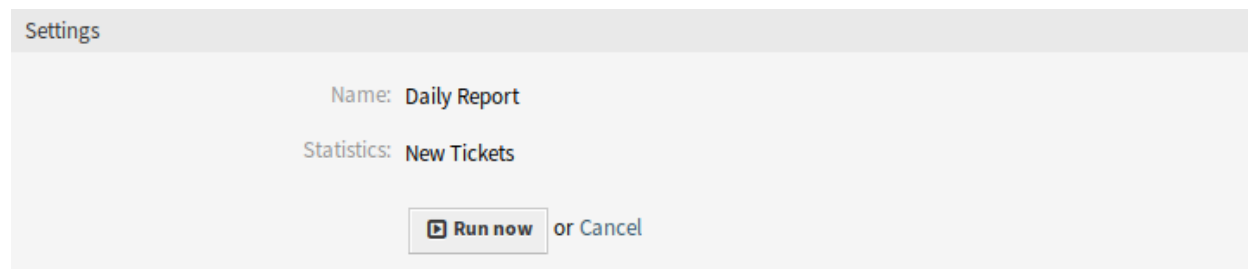 Settings
Name: Daily Report
Statistics: New Tickets
Run now or Cancel